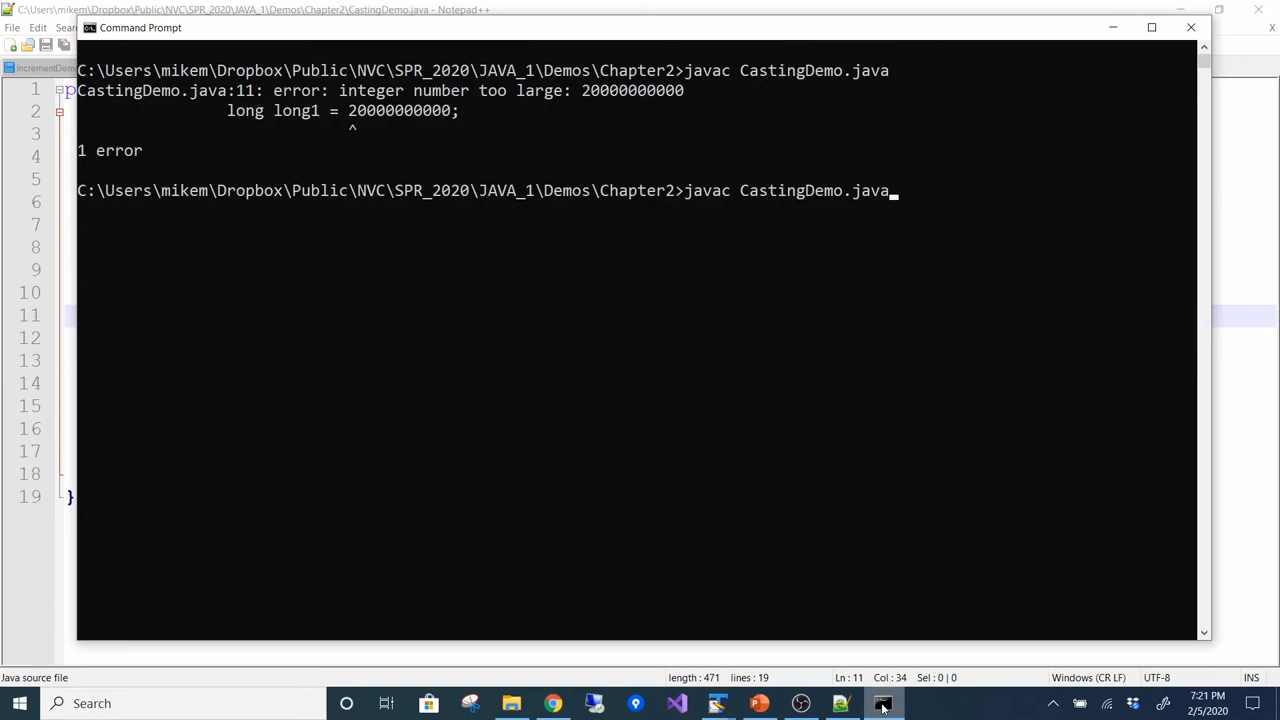 C:\Users\mikem\Dropbox\Public\NVC\SPR_2020\JAVA_1\Demos\Chapter2\CastingDemo.java - Notepad++
File Edit Sear
X
Command Prompt
IncrementDem
C:\Users\mikem\Dropbox\Public\NVC\SPR_2020\JAVA_1\Demos\Chapter2>javac CastingDemo.java
CastingDemo.java:11: error: integer number too large: 20000000000
long long1 = 20000000000;
^
1 error
C:\Users\mikem\Dropbox\Public\NVC\SPR_2020\JAVA_1\Demos\Chapter2>javac CastingDemo.java
1 p
2
3
4
5
6
7
8
9
10
11
12
13
14
15
16
17
18
19 }
Java source file length : 471 lines : 19 Ln : 11 Col : 34 Sel : 0 | 0 Windows (CR LF) UTF-8 INS
Search
7:21 PM
2/5/2020